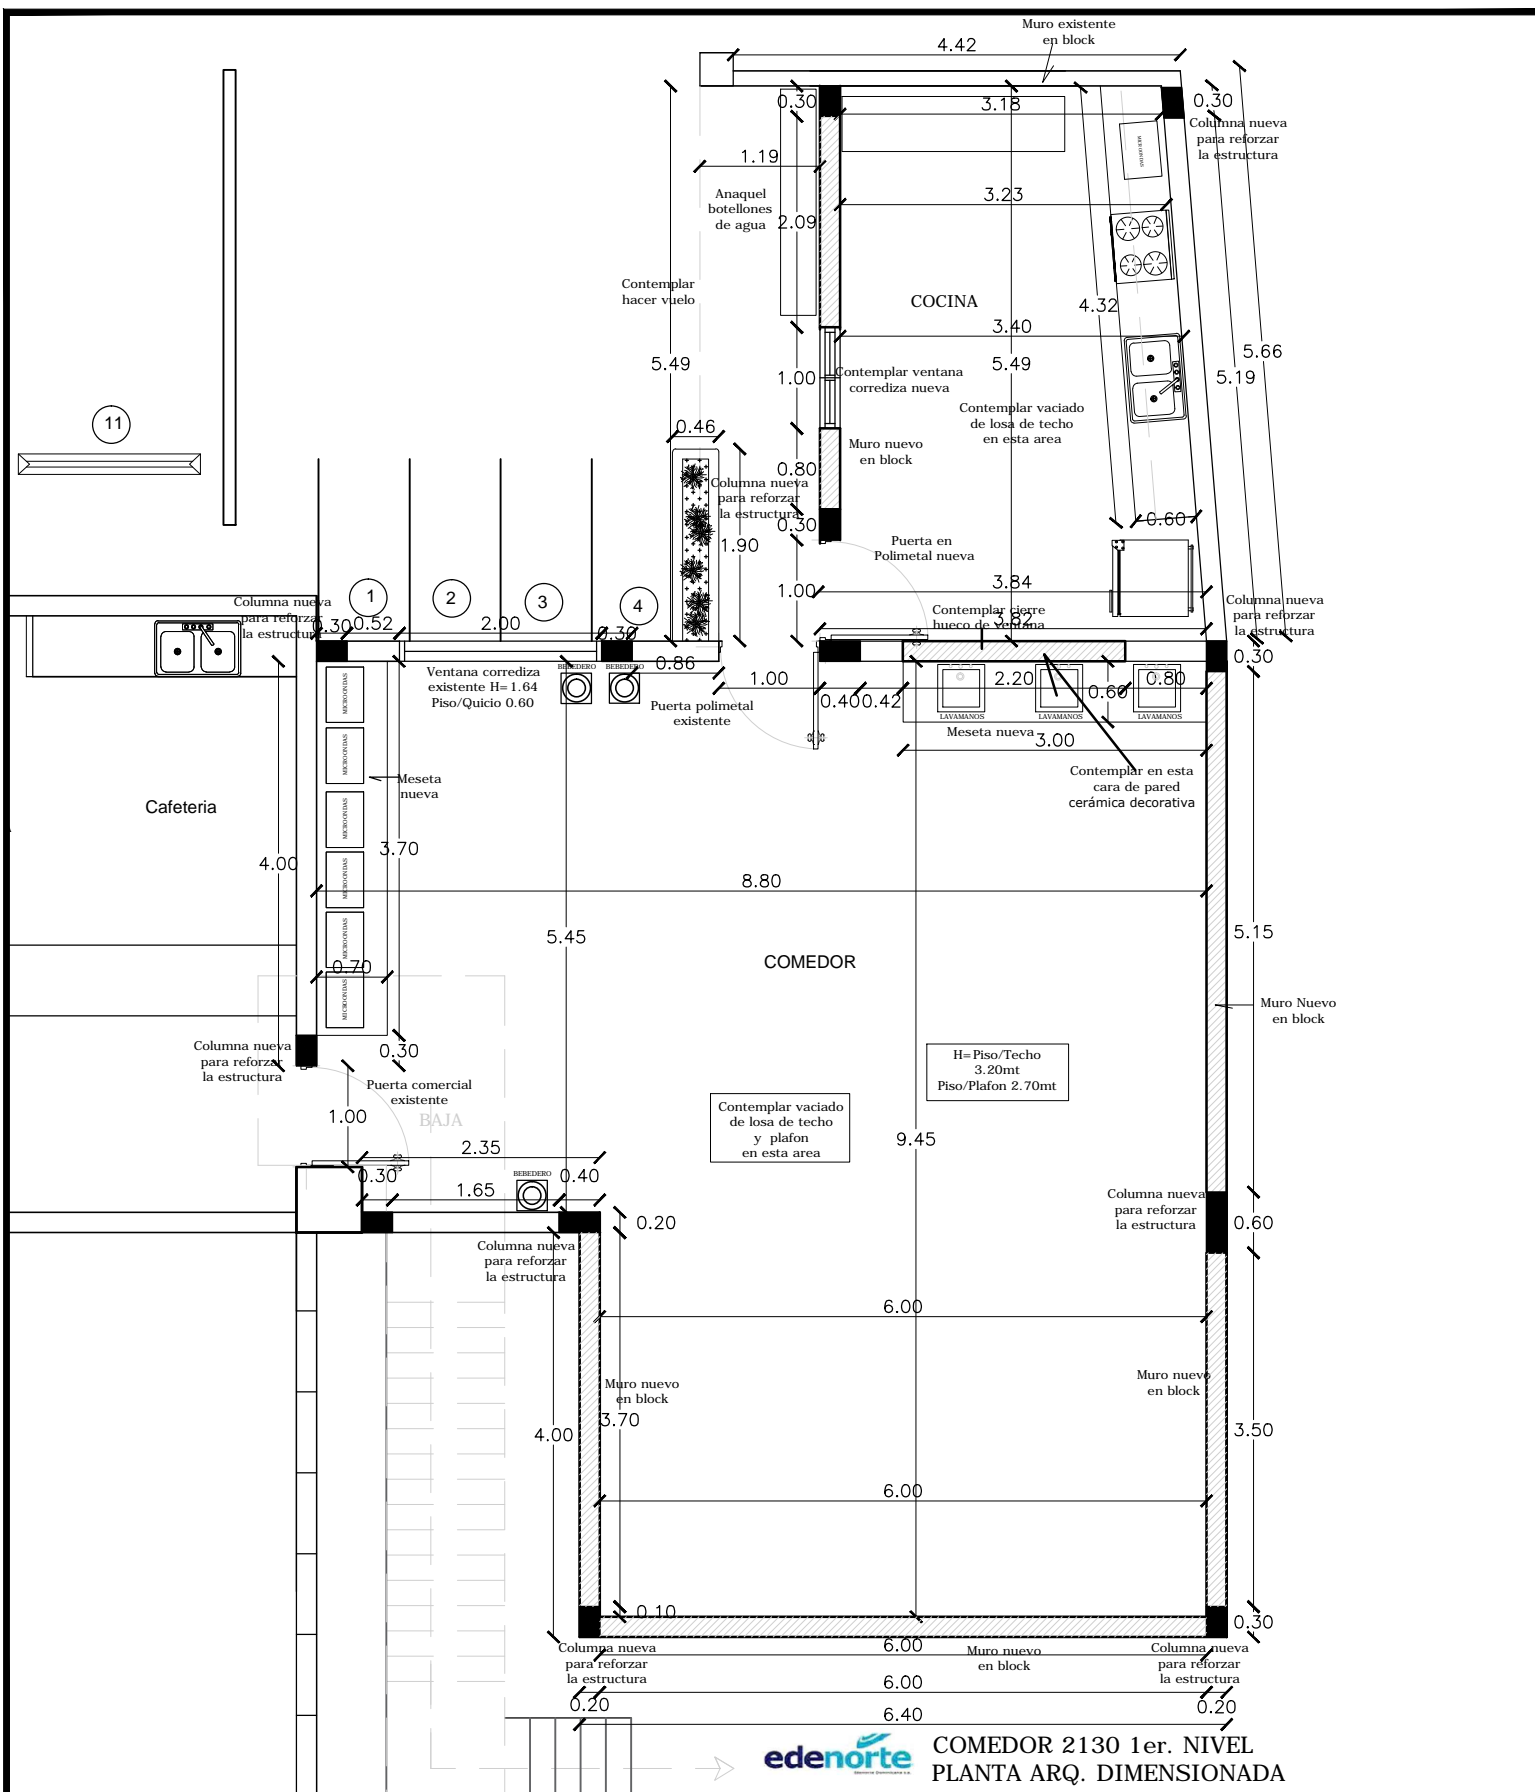 Muro existente
en block
4.42
0.30
3.18
0.30
Columna nueva
para reforzar
la estructura
1.19
Anaquel
botellones
de agua
2.09
3.23
Contemplar
hacer vuelo
COCINA
4.32
3.40
5.49
1.00
5.49
5.66
5.19
Contemplar ventana
corrediza nueva
Contemplar vaciado
de losa de techo
en esta area
MICROONDAS
11
0.46
Muro nuevo
en block
0.80
Columna nueva
para reforzar
la estructura
0.30
0.60
1.90
Puerta en
Polimetal nueva
1.00
3.84
1
2
3
4
Columna nueva
para reforzar
la estructura
0.30
0.52
2.00
0.30
Contemplar cierre
hueco de ventana
3.82
Columna nueva
para reforzar
la estructura
0.30
Ventana corrediza
existente H=1.64
Piso/Quicio 0.60
BEBEDERO
BEBEDERO
0.86
Puerta polimetal
existente
1.00
0.40
0.42
2.20
0.60
0.80
LAVAMANOS
LAVAMANOS
LAVAMANOS
Meseta nueva
3.00
Contemplar en esta
cara de pared
cerámica decorativa
MICROONDAS
MICROONDAS
MICROONDAS
MICROONDAS
MICROONDAS
MICROONDAS
Meseta
nueva
Cafeteria
4.00
3.70
8.80
5.45
5.15
COMEDOR
0.70
Muro Nuevo
en block
Columna nueva
para reforzar
la estructura
0.30
Puerta comercial
existente
1.00
BAJA
H=Piso/Techo
3.20mt
Piso/Plafon 2.70mt
Contemplar vaciado
de losa de techo
y plafon
en esta area
9.45
2.35
0.30
1.65
BEBEDERO
0.40
0.20
Columna nueva
para reforzar
la estructura
Columna nueva
para reforzar
la estructura
0.60
6.00
Muro nuevo
en block
Muro nuevo
en block
3.70
4.00
3.50
6.00
0.10
0.30
Columna nueva
para reforzar
la estructura
6.00
Muro nuevo
en block
Columna nueva
para reforzar
la estructura
6.00
0.20
0.20
6.40
edenorte
COMEDOR 2130 1er. NIVEL
PLANTA ARQ. DIMENSIONADA